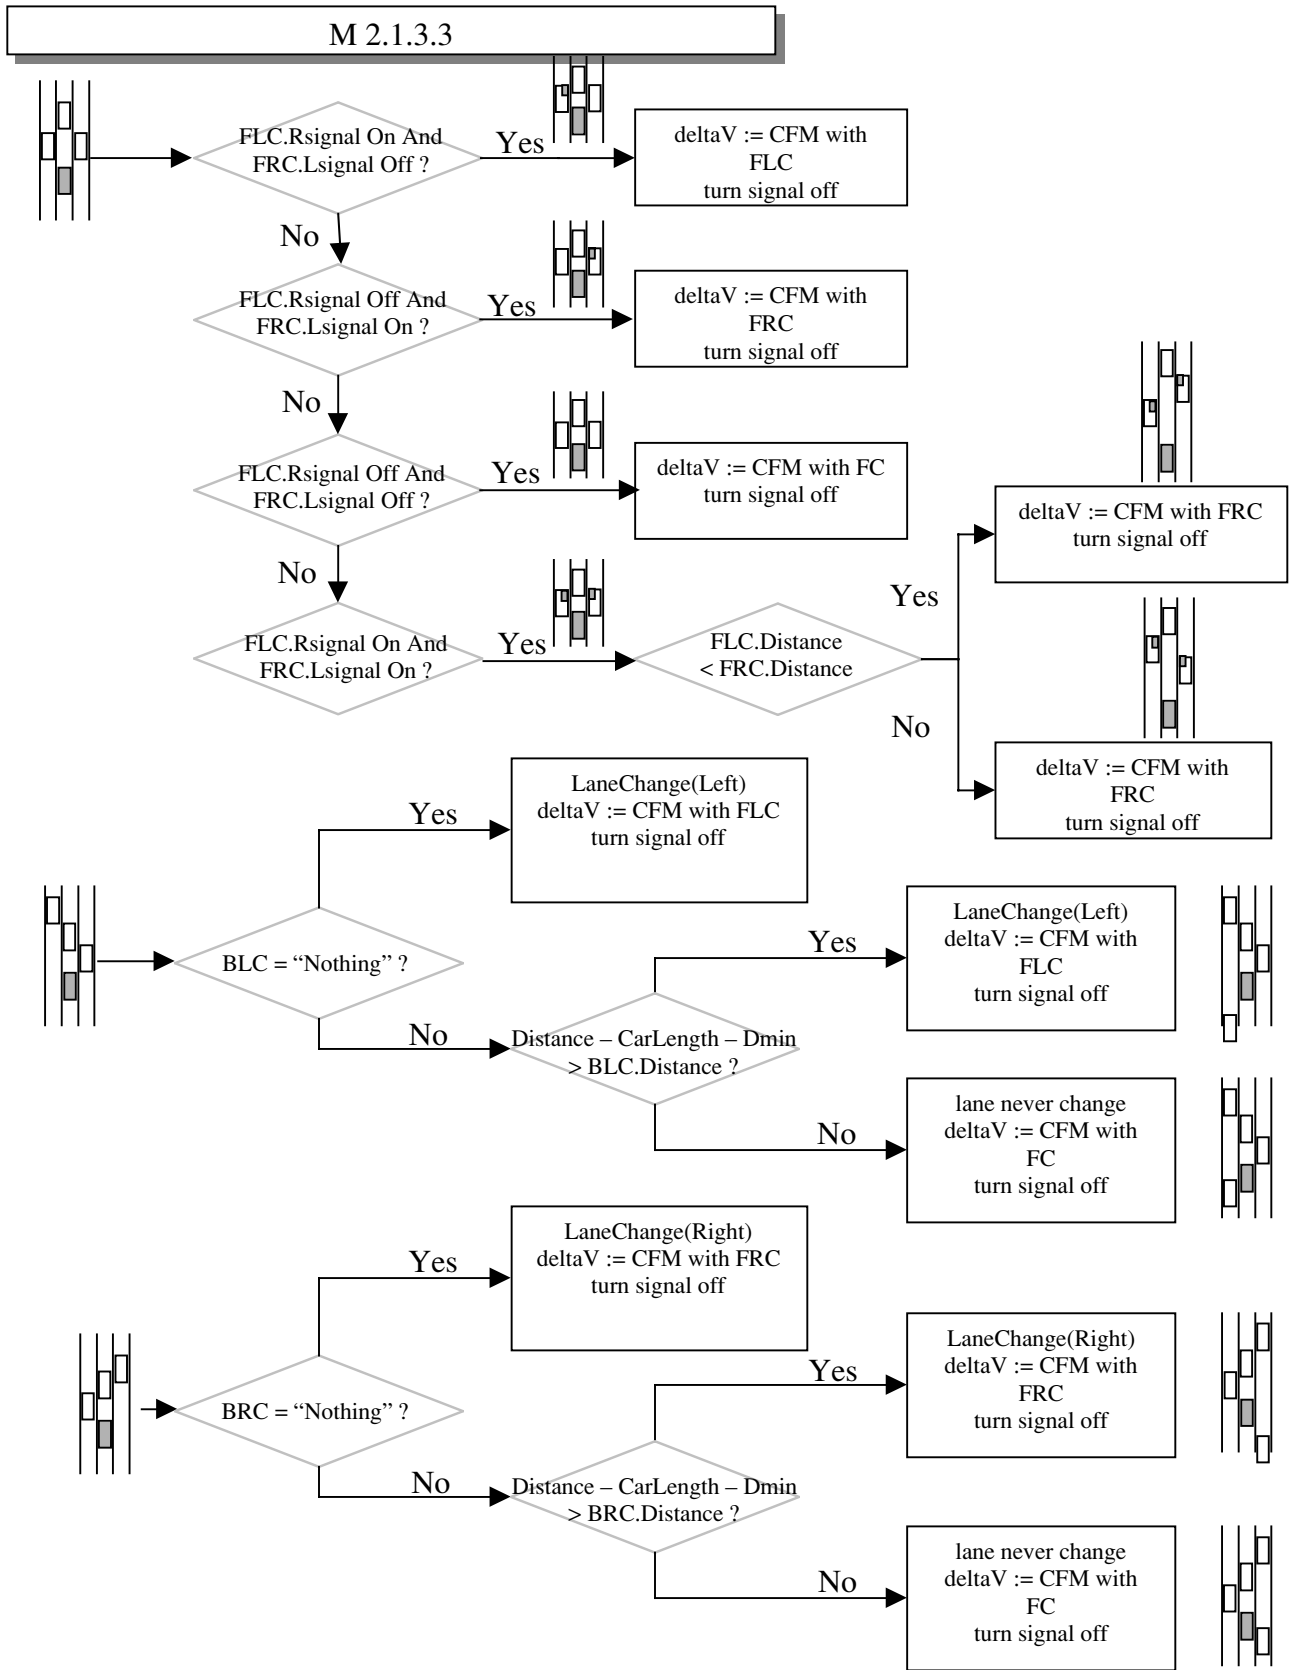 M 2.1.3.3
FLC.Rsignal On And
FRC.Lsignal Off ?
Yes
deltaV := CFM with
FLC
turn signal off
No
FLC.Rsignal Off And
FRC.Lsignal On ?
Yes
deltaV := CFM with
FRC
turn signal off
No
FLC.Rsignal Off And
FRC.Lsignal Off ?
Yes
deltaV := CFM with FC
turn signal off
No
FLC.Rsignal On And
FRC.Lsignal On ?
Yes
FLC.Distance
< FRC.Distance
Yes
deltaV := CFM with FRC
turn signal off
No
deltaV := CFM with
FRC
turn signal off
BLC = “Nothing” ?
Yes
LaneChange(Left)
deltaV := CFM with FLC
turn signal off
No
Distance – CarLength – Dmin
> BLC.Distance ?
Yes
LaneChange(Left)
deltaV := CFM with
FLC
turn signal off
No
lane never change
deltaV := CFM with
FC
turn signal off
BRC = “Nothing” ?
Yes
LaneChange(Right)
deltaV := CFM with FRC
turn signal off
No
Distance – CarLength – Dmin
> BRC.Distance ?
Yes
LaneChange(Right)
deltaV := CFM with
FRC
turn signal off
No
lane never change
deltaV := CFM with
FC
turn signal off